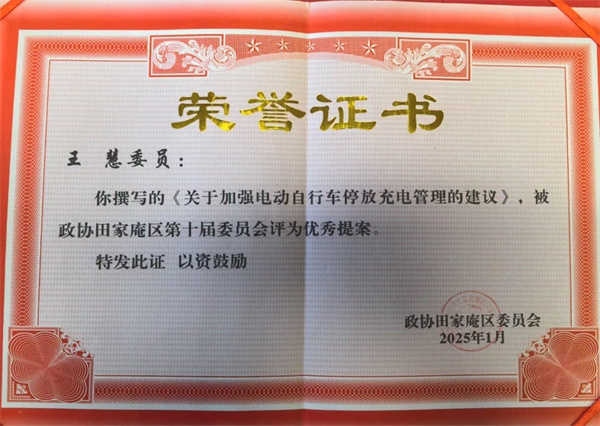 荣誉证书
王 慧委员：
你撰写的《关于加强电动自行车停放充电管理的建议》，被
政协田家庵区第十届委员会评为优秀提案。
特发此证 以资鼓励
政协田家庵区委员会
2025年1月